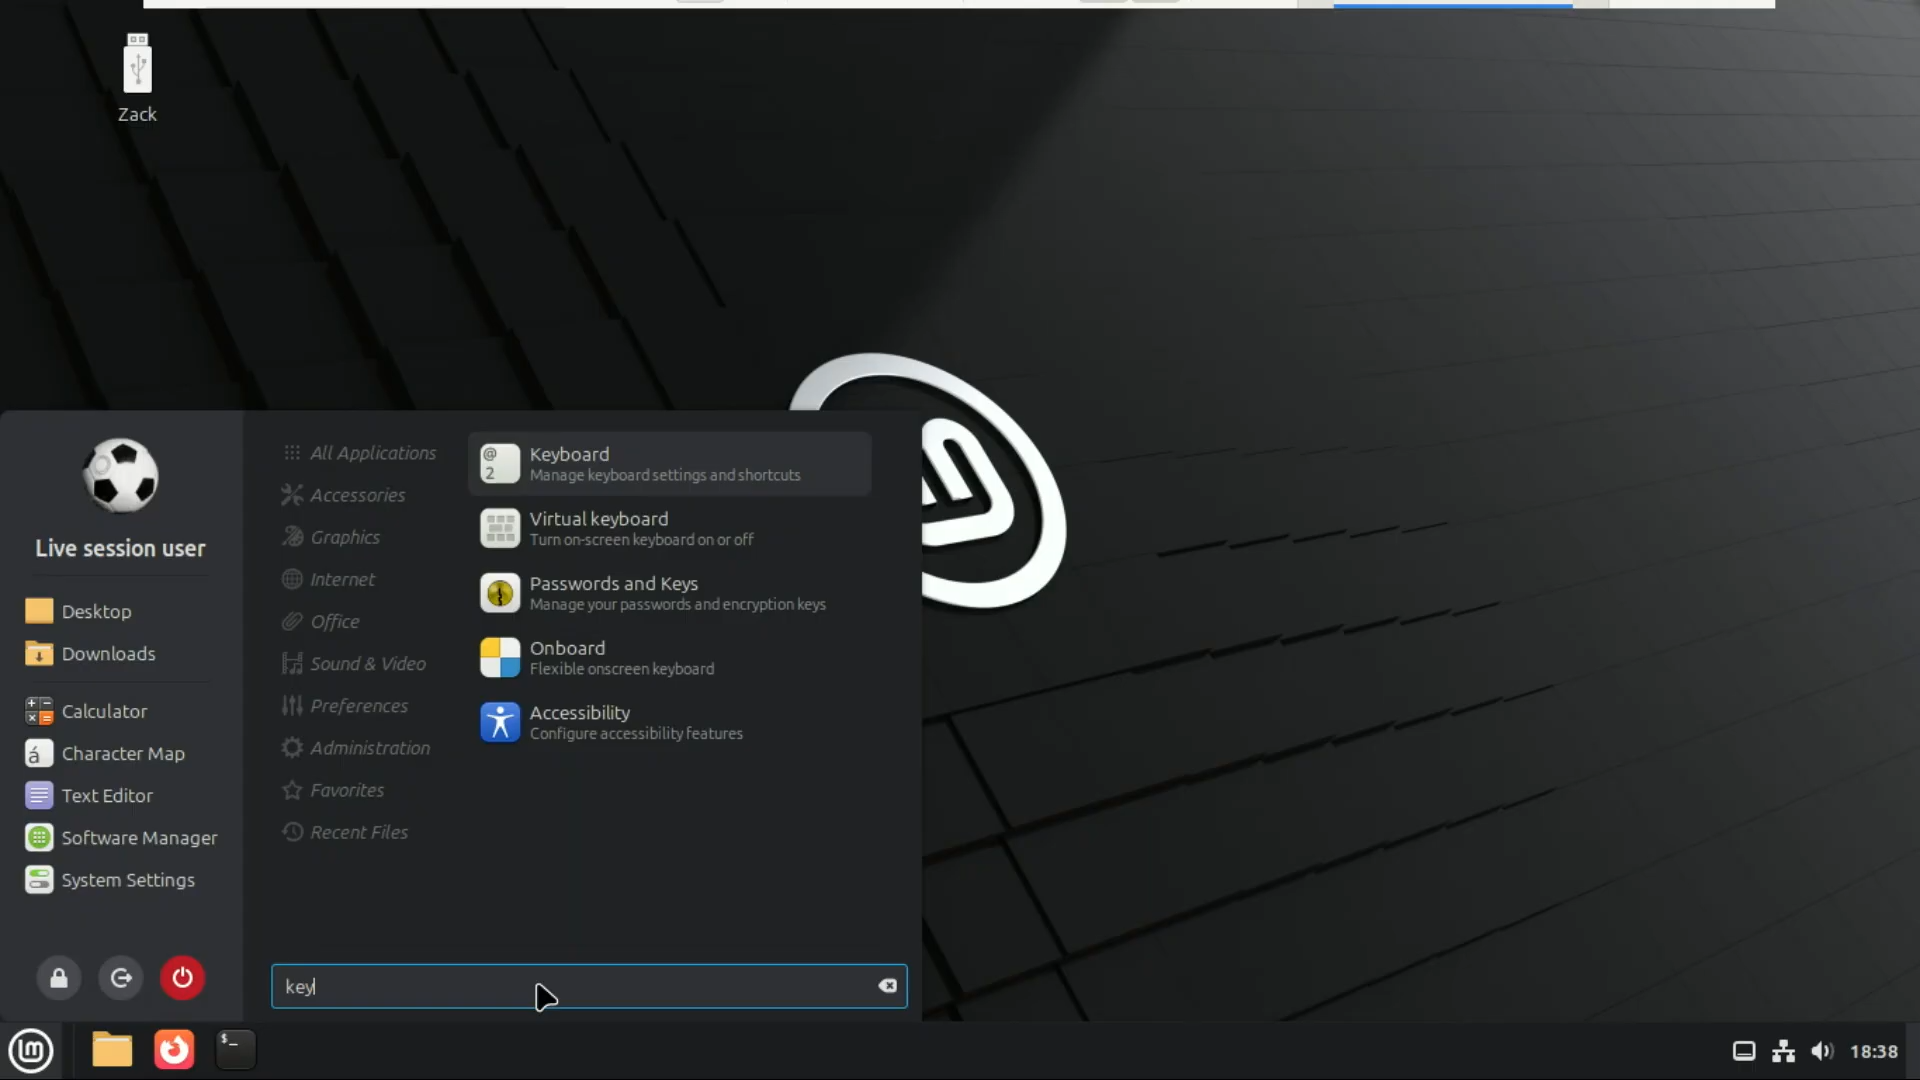 Zack
Live session user
Desktop
Downloads
Calculator
Character Map
Text Editor
Software Manager
System Settings
All Applications
Accessories
Graphics
Internet
Office
Sound & Video
Preferences
Administration
Favorites
Recent Files
Keyboard
Manage keyboard settings and shortcuts
Virtual keyboard
Turn on-screen keyboard on or off
Passwords and Keys
Manage your passwords and encryption keys
Onboard
Flexible onscreen keyboard
Accessibility
Configure accessibility features
key
18:38